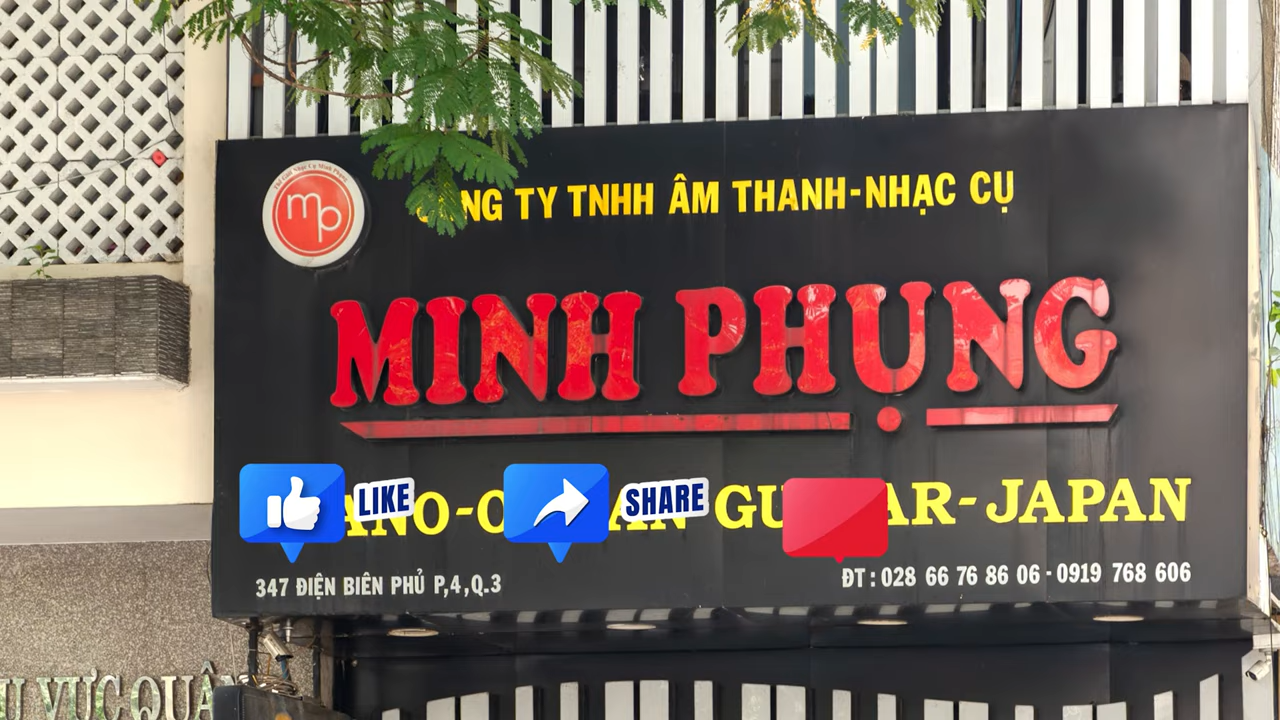 mp
CÔNG TY TNHH ÂM THANH-NHẠC CỤ
MINH PHỤNG
LIKE
SHARE
-JAPAN
347 ĐIỆN BIÊN PHỦ P,4,Q.3
ĐT: 028 66 76 86 06 - 0919 768 606